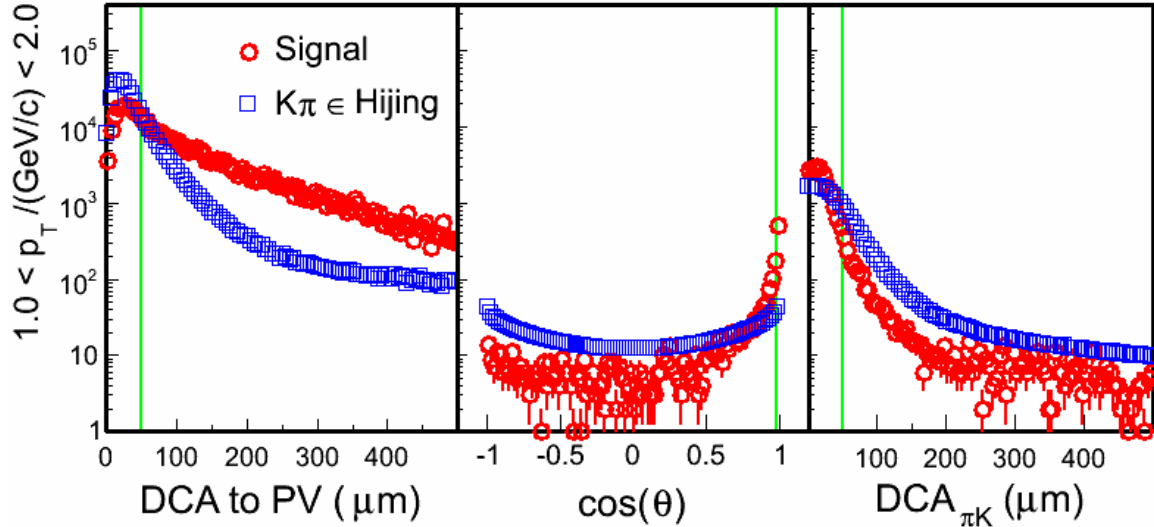 1.0 < p_T /(GeV/c) < 2.0
10^5
10^4
10^3
10^2
10
1
Signal
Kπ ∈ Hijing
0 100 200 300 400
-1 -0.5 0 0.5 1
100 200 300 400
DCA to PV (μm)
cos(θ)
DCA_πK (μm)